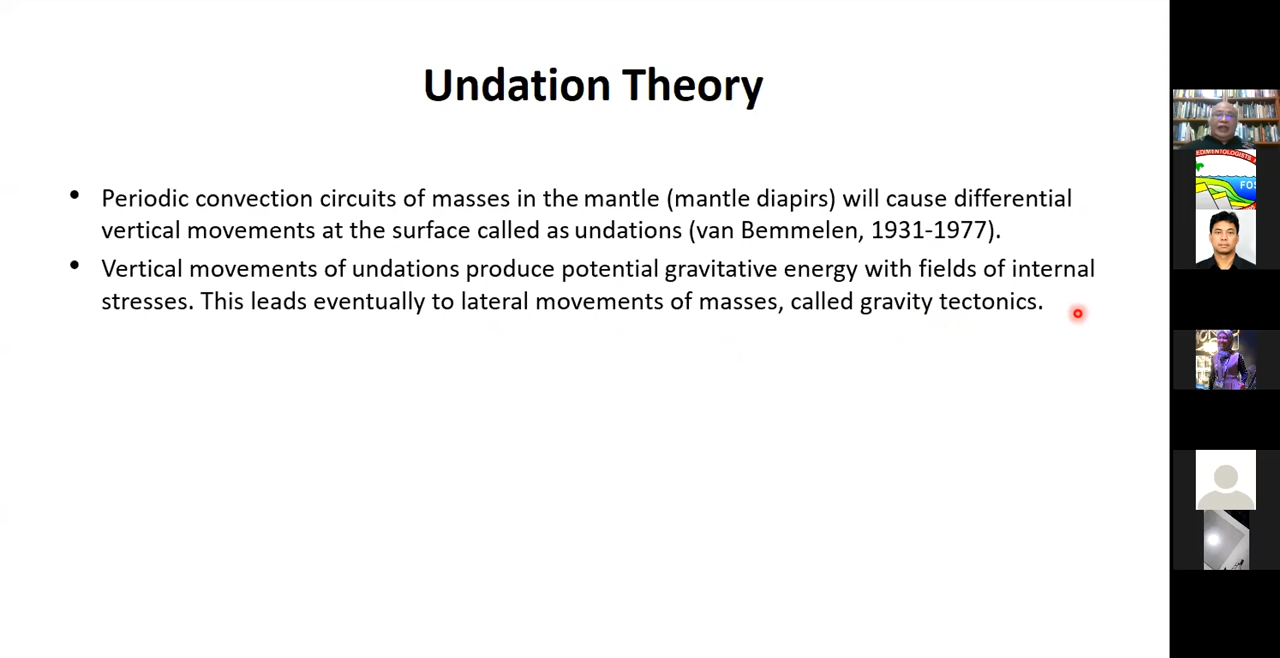 Undation Theory
• Periodic convection circuits of masses in the mantle (mantle diapirs) will cause differential
vertical movements at the surface called as undations (van Bemmelen, 1931-1977).
• Vertical movements of undations produce potential gravitative energy with fields of internal
stresses. This leads eventually to lateral movements of masses, called gravity tectonics.
EDIMENTOLOGISTS
FOS